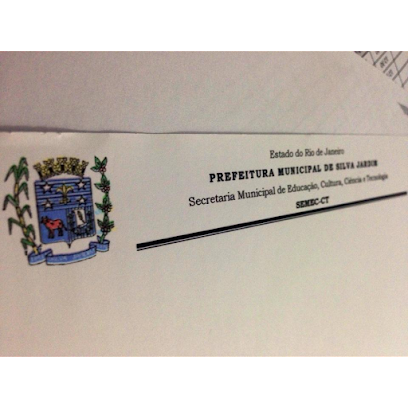 Estado do Rio de Janeiro
PREFEITURA MUNICIPAL DE SILVA JARDIM
Secretaria Municipal de Educação, Cultura, Ciência e Tecnologia
SEMEC-CT